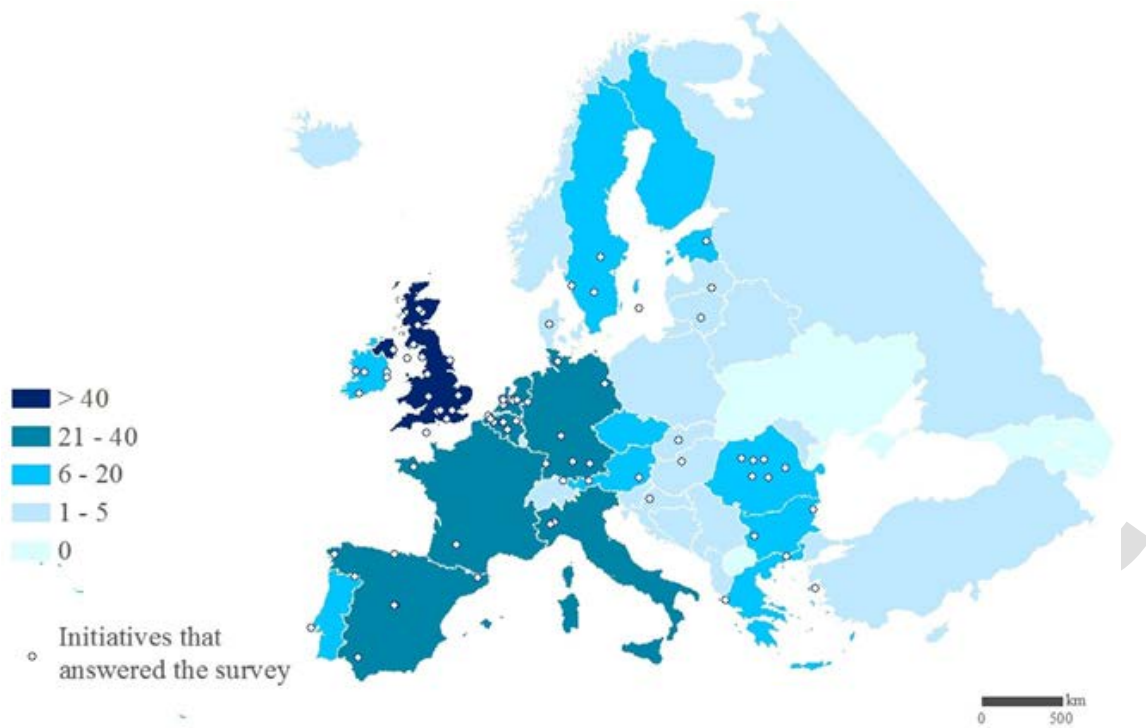 > 40
21 - 40
6 - 20
1 - 5
0
Initiatives that
answered the survey
km
0 500